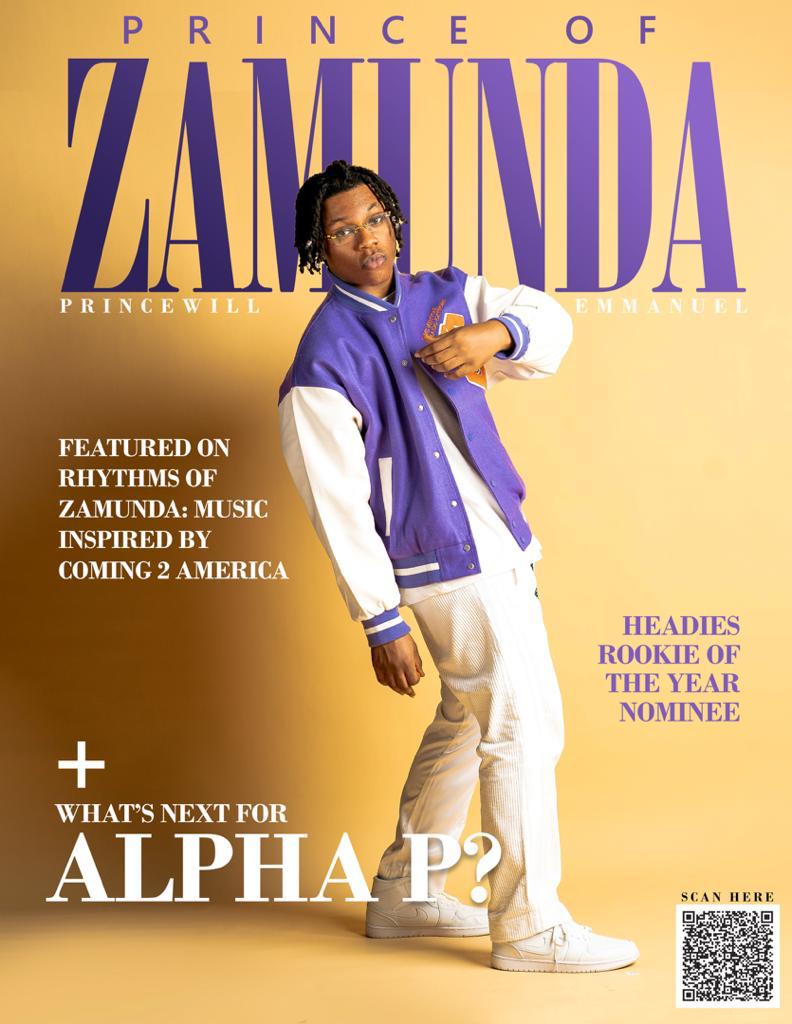 PRINCE OF
ZAMUNDA
PRINCEWILL EMMANUEL
FEATURED ON
RHYTHMS OF
ZAMUNDA: MUSIC
INSPIRED BY
COMING 2 AMERICA
HEADIES
ROOKIE OF
THE YEAR
NOMINEE
+
WHAT'S NEXT FOR
ALPHA P?
SCAN HERE